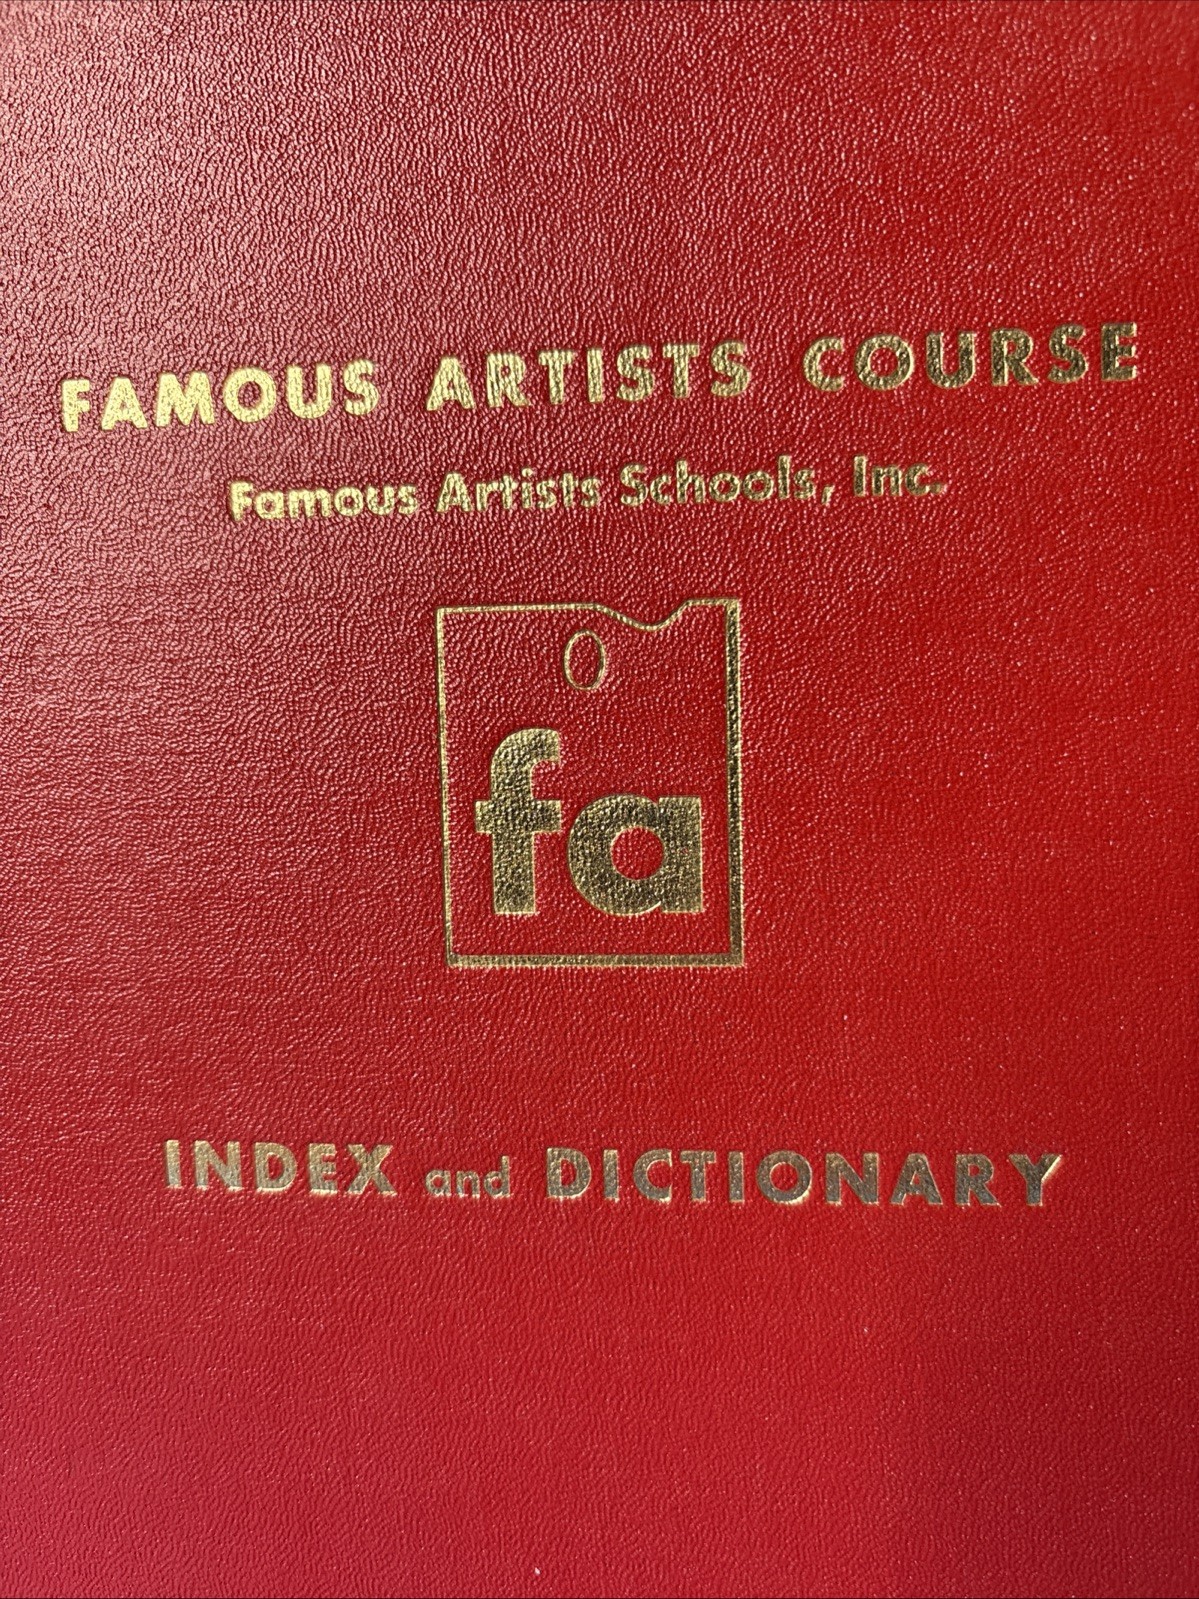 FAMOUS ARTISTS COURSE
Famous Artists Schools, Inc.
fa
INDEX and DICTIONARY